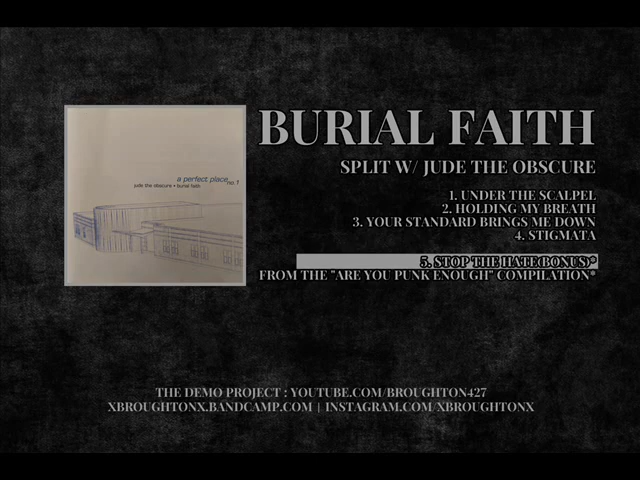 BURIAL FAITH
SPLIT W/ JUDE THE OBSCURE
a perfect place no. 1
jude the obscure • burial faith
1. UNDER THE SCALPEL
2. HOLDING MY BREATH
3. YOUR STANDARD BRINGS ME DOWN
4. STIGMATA
5. STOP THE HATE(BONUS)*
FROM THE "ARE YOU PUNK ENOUGH" COMPILATION*
THE DEMO PROJECT : YOUTUBE.COM/BROUGHTON427
XBROUGHTONX.BANDCAMP.COM | INSTAGRAM.COM/XBROUGHTONX